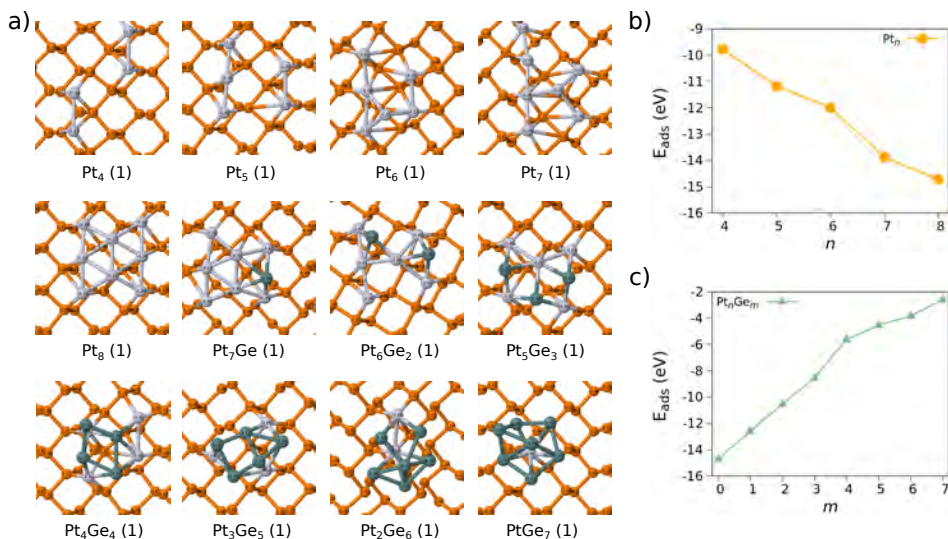 a)
Pt₄ (1) Pt₅ (1) Pt₆ (1) Pt₇ (1)
Pt₈ (1) Pt₇Ge (1) Pt₆Ge₂ (1) Pt₅Ge₃ (1)
Pt₄Ge₄ (1) Pt₃Ge₅ (1) Pt₂Ge₆ (1) PtGe₇ (1)
b)
Ptₙ
-9
-10
-11
-12
-13
-14
-15
-16
E_ads (eV)
4 5 6 7 8
n
c)
PtₙGeₘ
-2
-4
-6
-8
-10
-12
-14
-16
E_ads (eV)
0 1 2 3 4 5 6 7
m